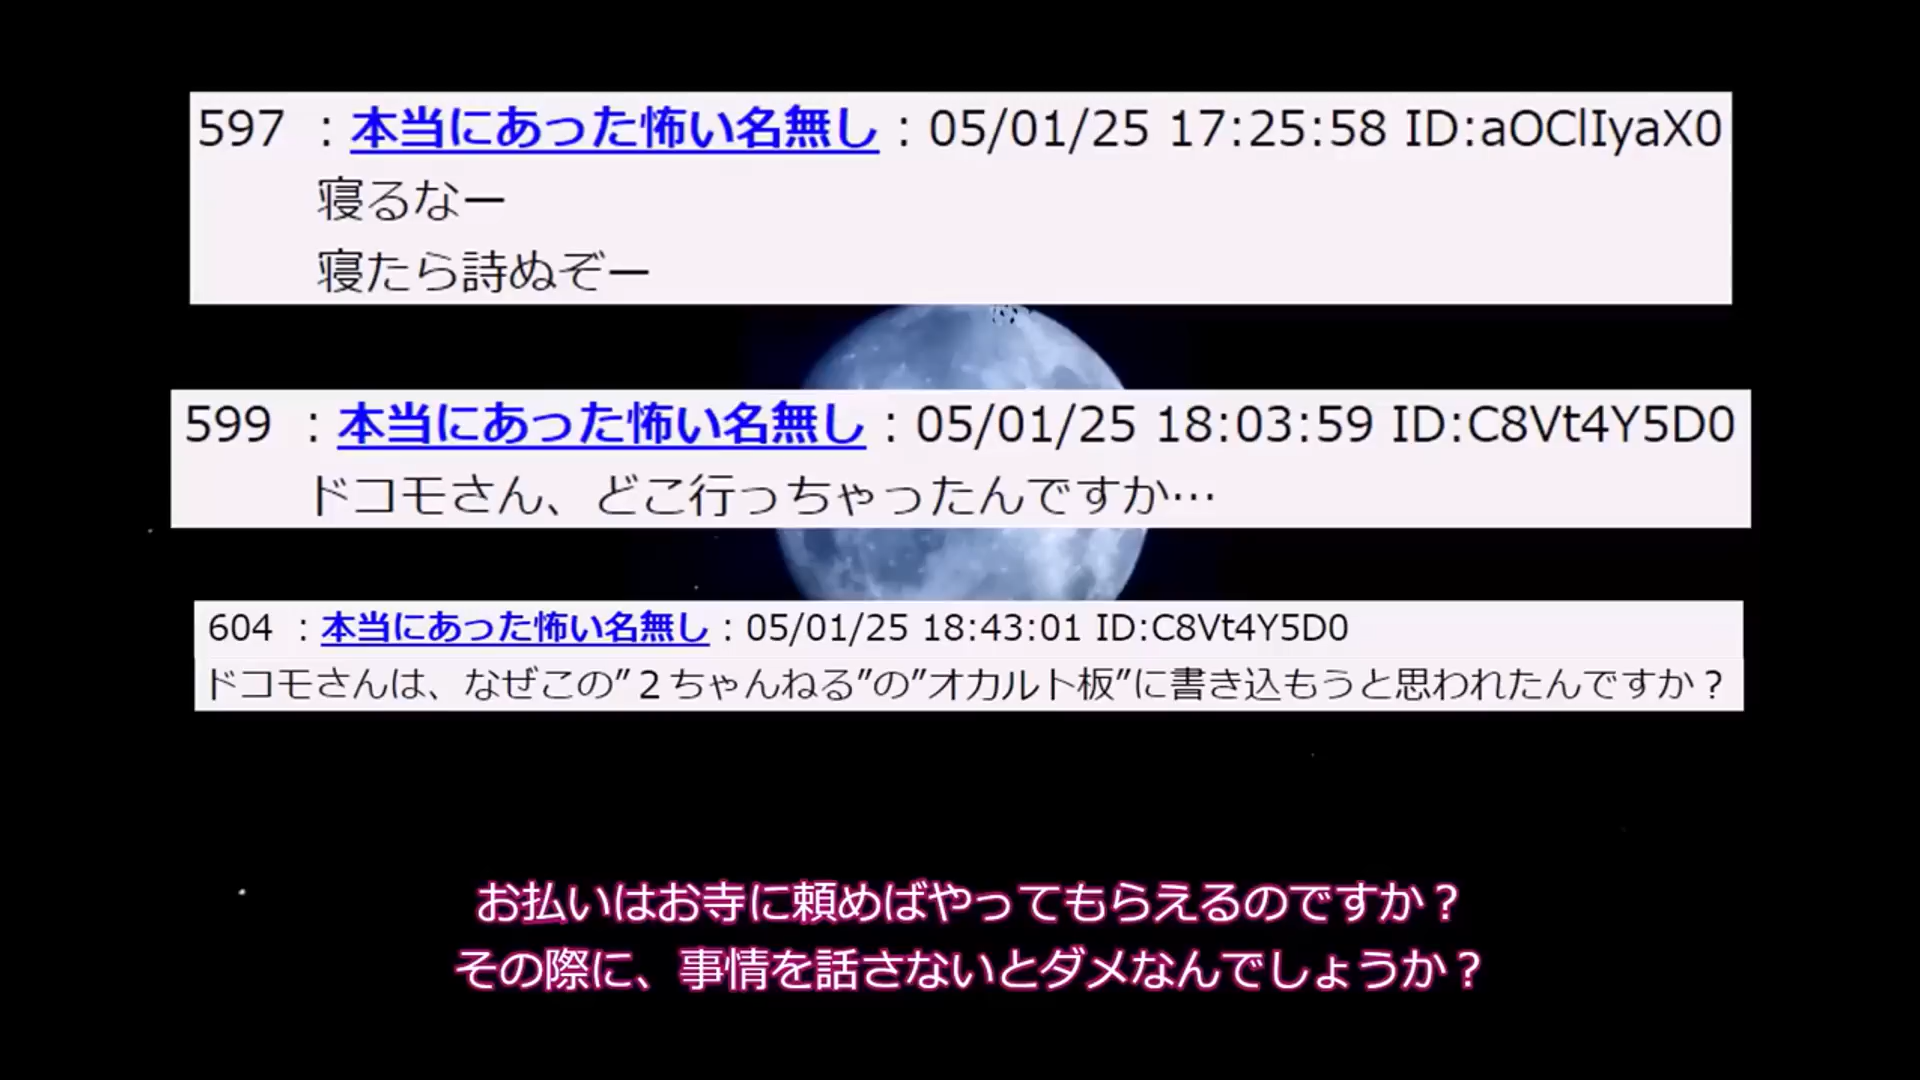 597 ：本当にあった怖い名無し：05/01/25 17:25:58 ID:aOClIyaX0
寝るなー
寝たら詩ぬぞー
599 ：本当にあった怖い名無し：05/01/25 18:03:59 ID:C8Vt4Y5D0
ドコモさん、どこ行っちゃったんですか…
604 ：本当にあった怖い名無し：05/01/25 18:43:01 ID:C8Vt4Y5D0
ドコモさんは、なぜこの”２ちゃんねる”の”オカルト板”に書き込もうと思われたんですか？
お払いはお寺に頼めばやってもらえるのですか？
その際に、事情を話さないとダメなんでしょうか？